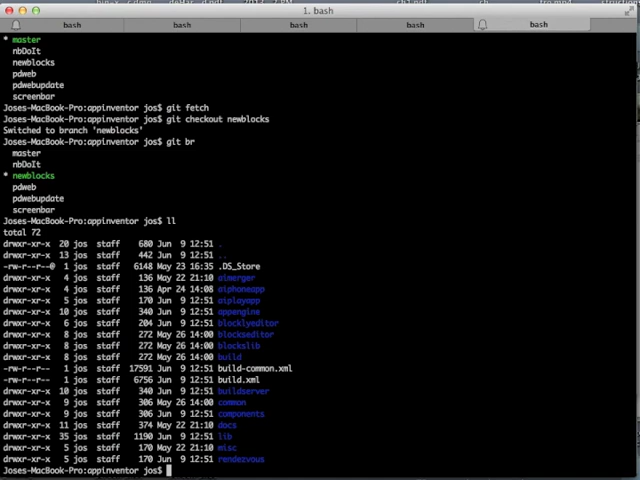 1. bash
bash bash bash bash bash
* master
nbDoIt
newblocks
pdweb
pdwebupdate
screenbar
Joses-MacBook-Pro:appinventor jos$ git fetch
Joses-MacBook-Pro:appinventor jos$ git checkout newblocks
Switched to branch 'newblocks'
Joses-MacBook-Pro:appinventor jos$ git br
master
nbDoIt
* newblocks
pdweb
pdwebupdate
screenbar
Joses-MacBook-Pro:appinventor jos$ ll
total 72
drwxr-xr-x 20 jos staff 680 Jun 9 12:51 .
drwxr-xr-x 13 jos staff 442 Jun 9 12:51 ..
-rw-r--r--@ 1 jos staff 6148 May 23 16:35 .DS_Store
drwxr-xr-x 4 jos staff 136 May 22 21:10 aimerger
drwxr-xr-x 4 jos staff 136 Apr 24 14:08 aiphoneapp
drwxr-xr-x 5 jos staff 170 Jun 9 12:51 aiplayapp
drwxr-xr-x 10 jos staff 340 Jun 9 12:51 appengine
drwxr-xr-x 6 jos staff 204 Jun 9 12:51 blocklyeditor
drwxr-xr-x 8 jos staff 272 May 26 14:00 blockseditor
drwxr-xr-x 8 jos staff 272 May 26 14:00 blockslib
drwxr-xr-x 8 jos staff 272 May 26 14:00 build
-rw-r--r-- 1 jos staff 17591 Jun 9 12:51 build-common.xml
-rw-r--r-- 1 jos staff 6756 Jun 9 12:51 build.xml
drwxr-xr-x 10 jos staff 340 Jun 9 12:51 buildserver
drwxr-xr-x 9 jos staff 306 May 26 14:00 common
drwxr-xr-x 9 jos staff 306 Jun 9 12:51 components
drwxr-xr-x 11 jos staff 374 May 22 21:10 docs
drwxr-xr-x 35 jos staff 1190 Jun 9 12:51 lib
drwxr-xr-x 5 jos staff 170 May 22 21:10 misc
drwxr-xr-x 5 jos staff 170 Jun 9 12:51 rendezvous
Joses-MacBook-Pro:appinventor jos$